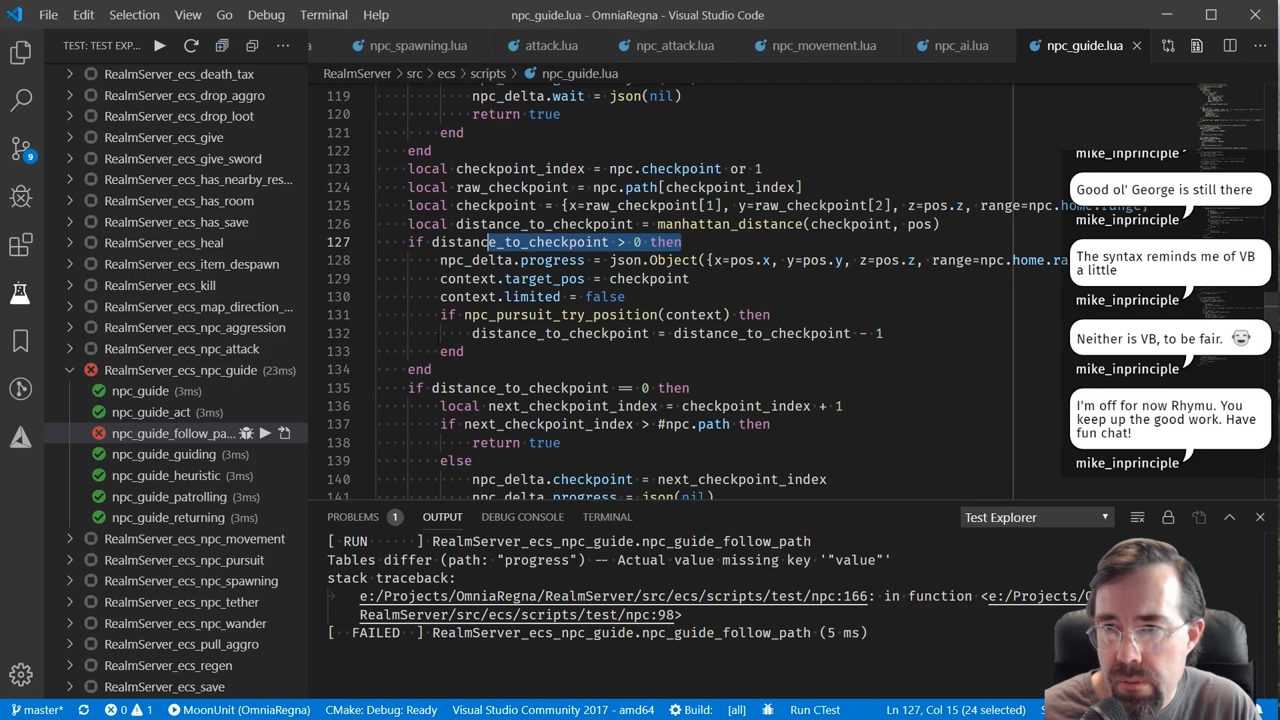 File Edit Selection View Go Debug Terminal Help
npc_guide.lua - OmniaRegna - Visual Studio Code
TEST: TEST EXP...
npc_spawning.lua
attack.lua
npc_attack.lua
npc_movement.lua
npc_ai.lua
npc_guide.lua
RealmServer > src > ecs > scripts > npc_guide.lua
RealmServer_ecs_death_tax
RealmServer_ecs_drop_aggro
RealmServer_ecs_drop_loot
RealmServer_ecs_give
RealmServer_ecs_give_sword
RealmServer_ecs_has_nearby_res...
RealmServer_ecs_has_room
RealmServer_ecs_has_save
RealmServer_ecs_heal
RealmServer_ecs_item_despawn
RealmServer_ecs_kill
RealmServer_ecs_map_direction_...
RealmServer_ecs_npc_aggression
RealmServer_ecs_npc_attack
RealmServer_ecs_npc_guide (23ms)
npc_guide (3ms)
npc_guide_act (3ms)
npc_guide_follow_pa...
npc_guide_guiding (3ms)
npc_guide_heuristic (3ms)
npc_guide_patrolling (3ms)
npc_guide_returning (3ms)
RealmServer_ecs_npc_movement
RealmServer_ecs_npc_pursuit
RealmServer_ecs_npc_spawning
RealmServer_ecs_npc_tether
RealmServer_ecs_npc_wander
RealmServer_ecs_pull_aggro
RealmServer_ecs_regen
RealmServer_ecs_save
9
119 npc_delta.wait = json(nil)
120 return true
121 end
122 end
123 local checkpoint_index = npc.checkpoint or 1
124 local raw_checkpoint = npc.path[checkpoint_index]
125 local checkpoint = {x=raw_checkpoint[1], y=raw_checkpoint[2], z=pos.z, range=npc.home.range}
126 local distance_to_checkpoint = manhattan_distance(checkpoint, pos)
127 if distance_to_checkpoint > 0 then
128 npc_delta.progress = json.Object({x=pos.x, y=pos.y, z=pos.z, range=npc.home.ra
129 context.target_pos = checkpoint
130 context.limited = false
131 if npc_pursuit_try_position(context) then
132 distance_to_checkpoint = distance_to_checkpoint - 1
133 end
134 end
135 if distance_to_checkpoint == 0 then
136 local next_checkpoint_index = checkpoint_index + 1
137 if next_checkpoint_index > #npc.path then
138 return true
139 else
140 npc_delta.checkpoint = next_checkpoint_index
141 npc_delta.progress = json(nil)
mike_inprinciple
Good ol' George is still there
mike_inprinciple
The syntax reminds me of VB
a little
mike_inprinciple
Neither is VB, to be fair.
mike_inprinciple
I'm off for now Rhymu. You
keep up the good work. Have
fun chat!
mike_inprinciple
PROBLEMS 1 OUTPUT DEBUG CONSOLE TERMINAL
Test Explorer
[ RUN ] RealmServer_ecs_npc_guide.npc_guide_follow_path
Tables differ (path: "progress") -- Actual value missing key '"value"'
stack traceback:
e:/Projects/OmniaRegna/RealmServer/src/ecs/scripts/test/npc:166: in function <e:/Projects/O
RealmServer/src/ecs/scripts/test/npc:98>
[ FAILED ] RealmServer_ecs_npc_guide.npc_guide_follow_path (5 ms)
master* 0 1 MoonUnit (OmniaRegna) CMake: Debug: Ready Visual Studio Community 2017 - amd64 Build: [all] Run CTest Ln 127, Col 15 (24 selected)